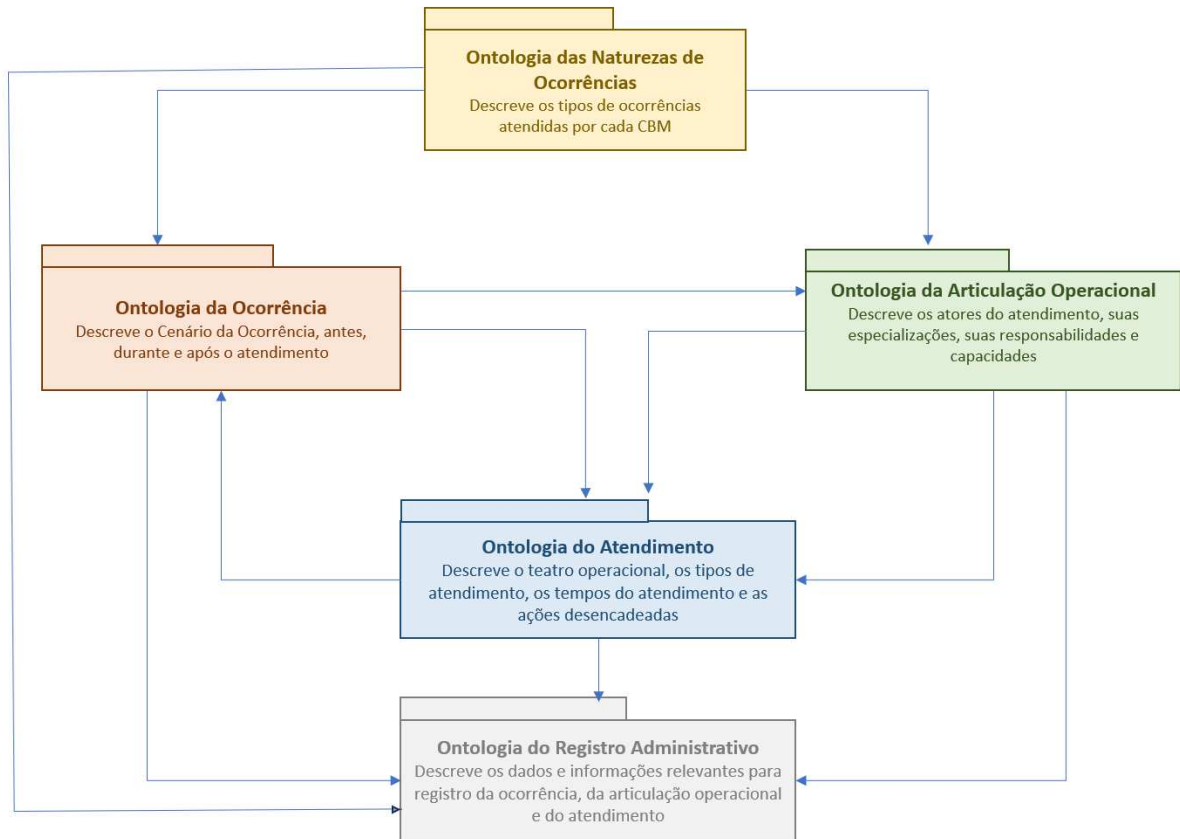 Ontologia das Naturezas de
Ocorrências
Descreve os tipos de ocorrências
atendidas por cada CBM
Ontologia da Ocorrência
Descreve o Cenário da Ocorrência, antes,
durante e após o atendimento
Ontologia da Articulação Operacional
Descreve os atores do atendimento, suas
especializações, suas responsabilidades e
capacidades
Ontologia do Atendimento
Descreve o teatro operacional, os tipos de
atendimento, os tempos do atendimento e as
ações desencadeadas
Ontologia do Registro Administrativo
Descreve os dados e informações relevantes para
registro da ocorrência, da articulação operacional
e do atendimento